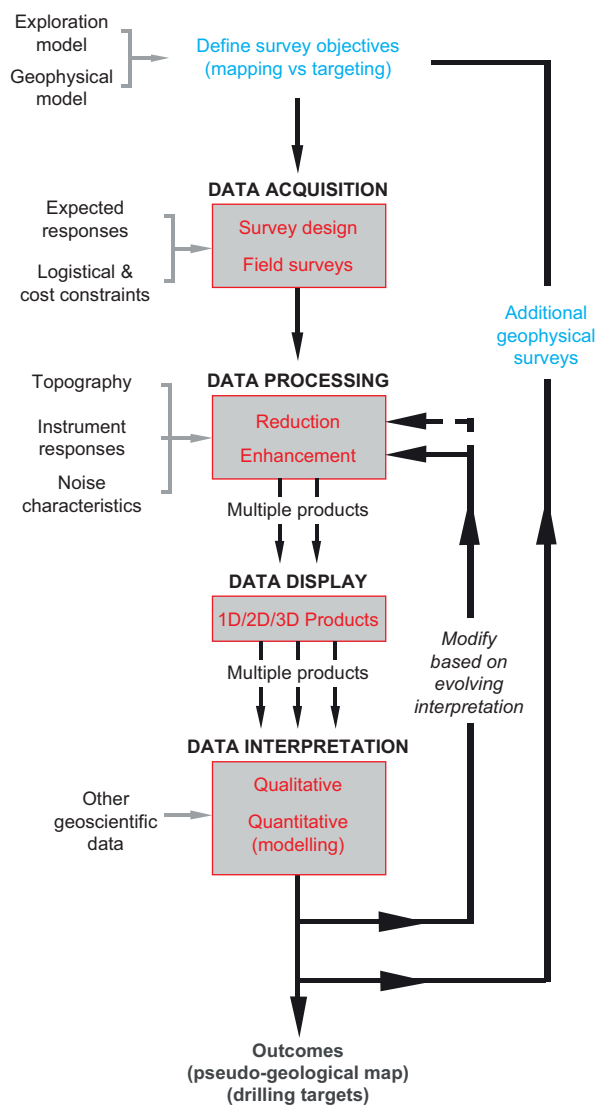 Exploration
model
Geophysical
model
Define survey objectives
(mapping vs targeting)
DATA ACQUISITION
Expected
responses
Logistical &
cost constraints
Survey design
Field surveys
Additional
geophysical
surveys
DATA PROCESSING
Topography
Instrument
responses
Noise
characteristics
Reduction
Enhancement
Multiple products
DATA DISPLAY
1D/2D/3D Products
Multiple products
Modify
based on
evolving
interpretation
DATA INTERPRETATION
Other
geoscientific
data
Qualitative
Quantitative
(modelling)
Outcomes
(pseudo-geological map)
(drilling targets)